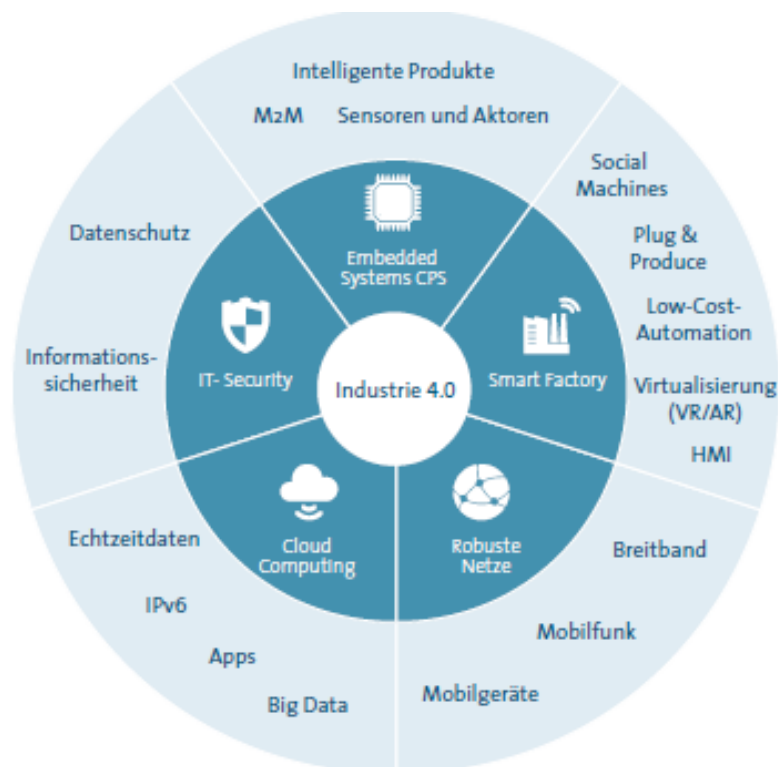 Intelligente Produkte
M2M Sensoren und Aktoren
Social
Machines
Plug &
Produce
Low-Cost-
Automation
Virtualisierung
(VR/AR)
HMI
Datenschutz
Informations-
sicherheit
Embedded
Systems CPS
IT- Security
Industrie 4.0
Smart Factory
Cloud
Computing
Robuste
Netze
Echtzeitdaten
IPv6
Apps
Big Data
Breitband
Mobilfunk
Mobilgeräte